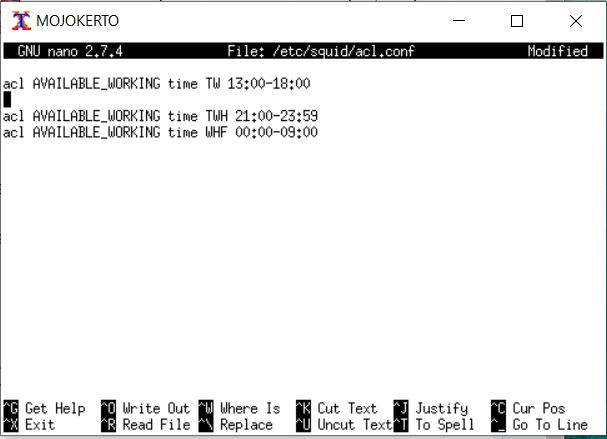 MOJOKERTO
GNU nano 2.7.4 File: /etc/squid/acl.conf Modified
acl AVAILABLE_WORKING time TW 13:00-18:00
acl AVAILABLE_WORKING time TWH 21:00-23:59
acl AVAILABLE_WORKING time WHF 00:00-09:00
^G Get Help ^O Write Out ^W Where Is ^K Cut Text ^J Justify ^C Cur Pos
^X Exit ^R Read File ^\ Replace ^U Uncut Text ^T To Spell ^_ Go To Line